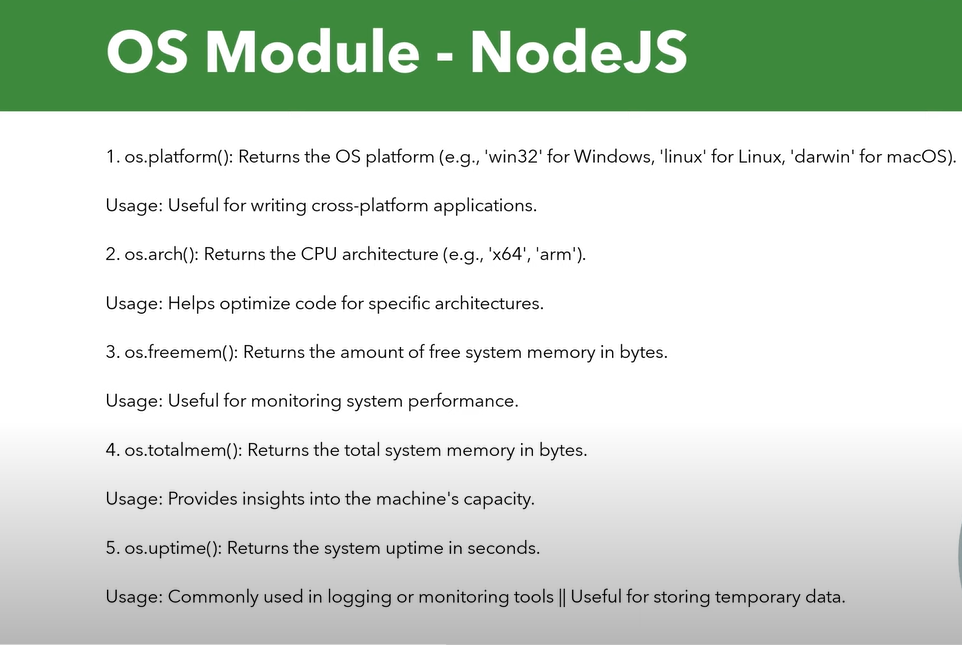 OS Module - NodeJS
1. os.platform(): Returns the OS platform (e.g., 'win32' for Windows, 'linux' for Linux, 'darwin' for macOS).
Usage: Useful for writing cross-platform applications.
2. os.arch(): Returns the CPU architecture (e.g., 'x64', 'arm').
Usage: Helps optimize code for specific architectures.
3. os.freemem(): Returns the amount of free system memory in bytes.
Usage: Useful for monitoring system performance.
4. os.totalmem(): Returns the total system memory in bytes.
Usage: Provides insights into the machine's capacity.
5. os.uptime(): Returns the system uptime in seconds.
Usage: Commonly used in logging or monitoring tools || Useful for storing temporary data.